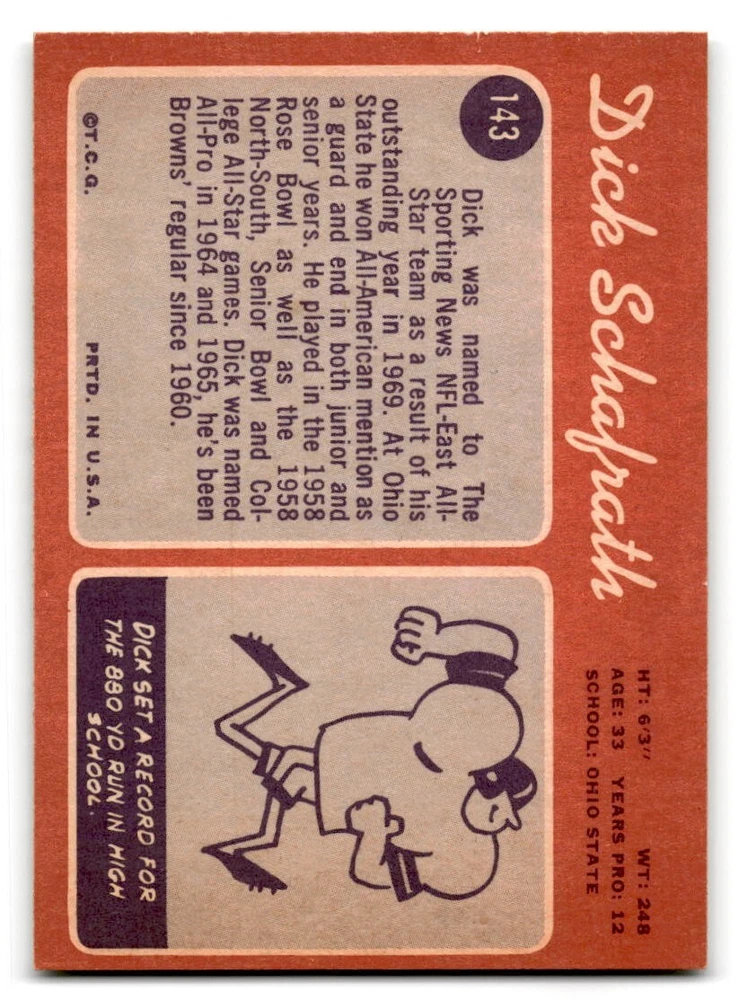 Dick Schafrath
HT: 6'3" WT: 248
AGE: 33 YEARS PRO: 12
SCHOOL: OHIO STATE
143
Dick was named to The
Sporting News NFL-East All-
Star team as a result of his
outstanding year in 1969. At Ohio
State he won All-American mention as
a guard and end in both junior and
senior years. He played in the 1958
Rose Bowl as well as the 1958
North-South, Senior Bowl and Col-
lege All-Star games. Dick was named
All-Pro in 1964 and 1965, he's been
Browns' regular since 1960.
©T.C.G. PRTD. IN U.S.A.
DICK SET A RECORD FOR
THE 880 YD RUN IN HIGH
SCHOOL.